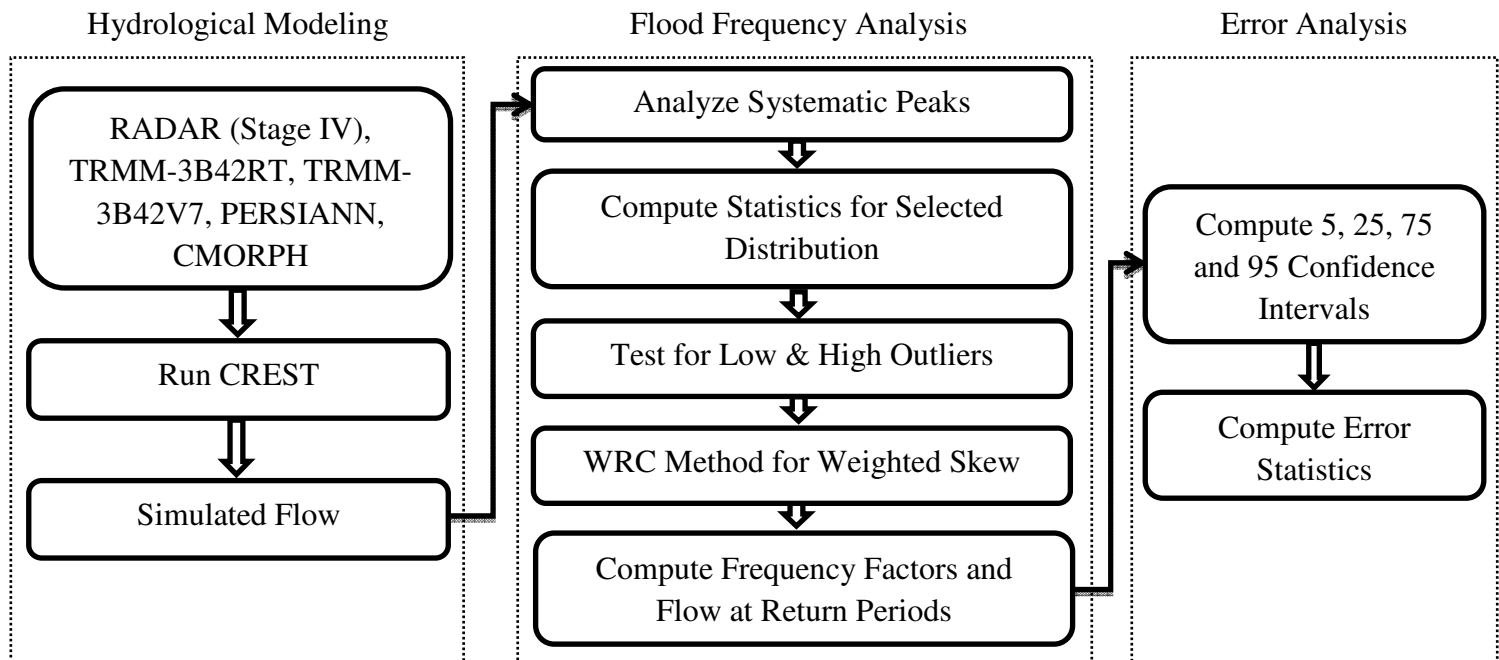 Hydrological Modeling
RADAR (Stage IV),
TRMM-3B42RT, TRMM-
3B42V7, PERSIANN,
CMORPH
Run CREST
Simulated Flow
Flood Frequency Analysis
Analyze Systematic Peaks
Compute Statistics for Selected
Distribution
Test for Low & High Outliers
WRC Method for Weighted Skew
Compute Frequency Factors and
Flow at Return Periods
Error Analysis
Compute 5, 25, 75
and 95 Confidence
Intervals
Compute Error
Statistics